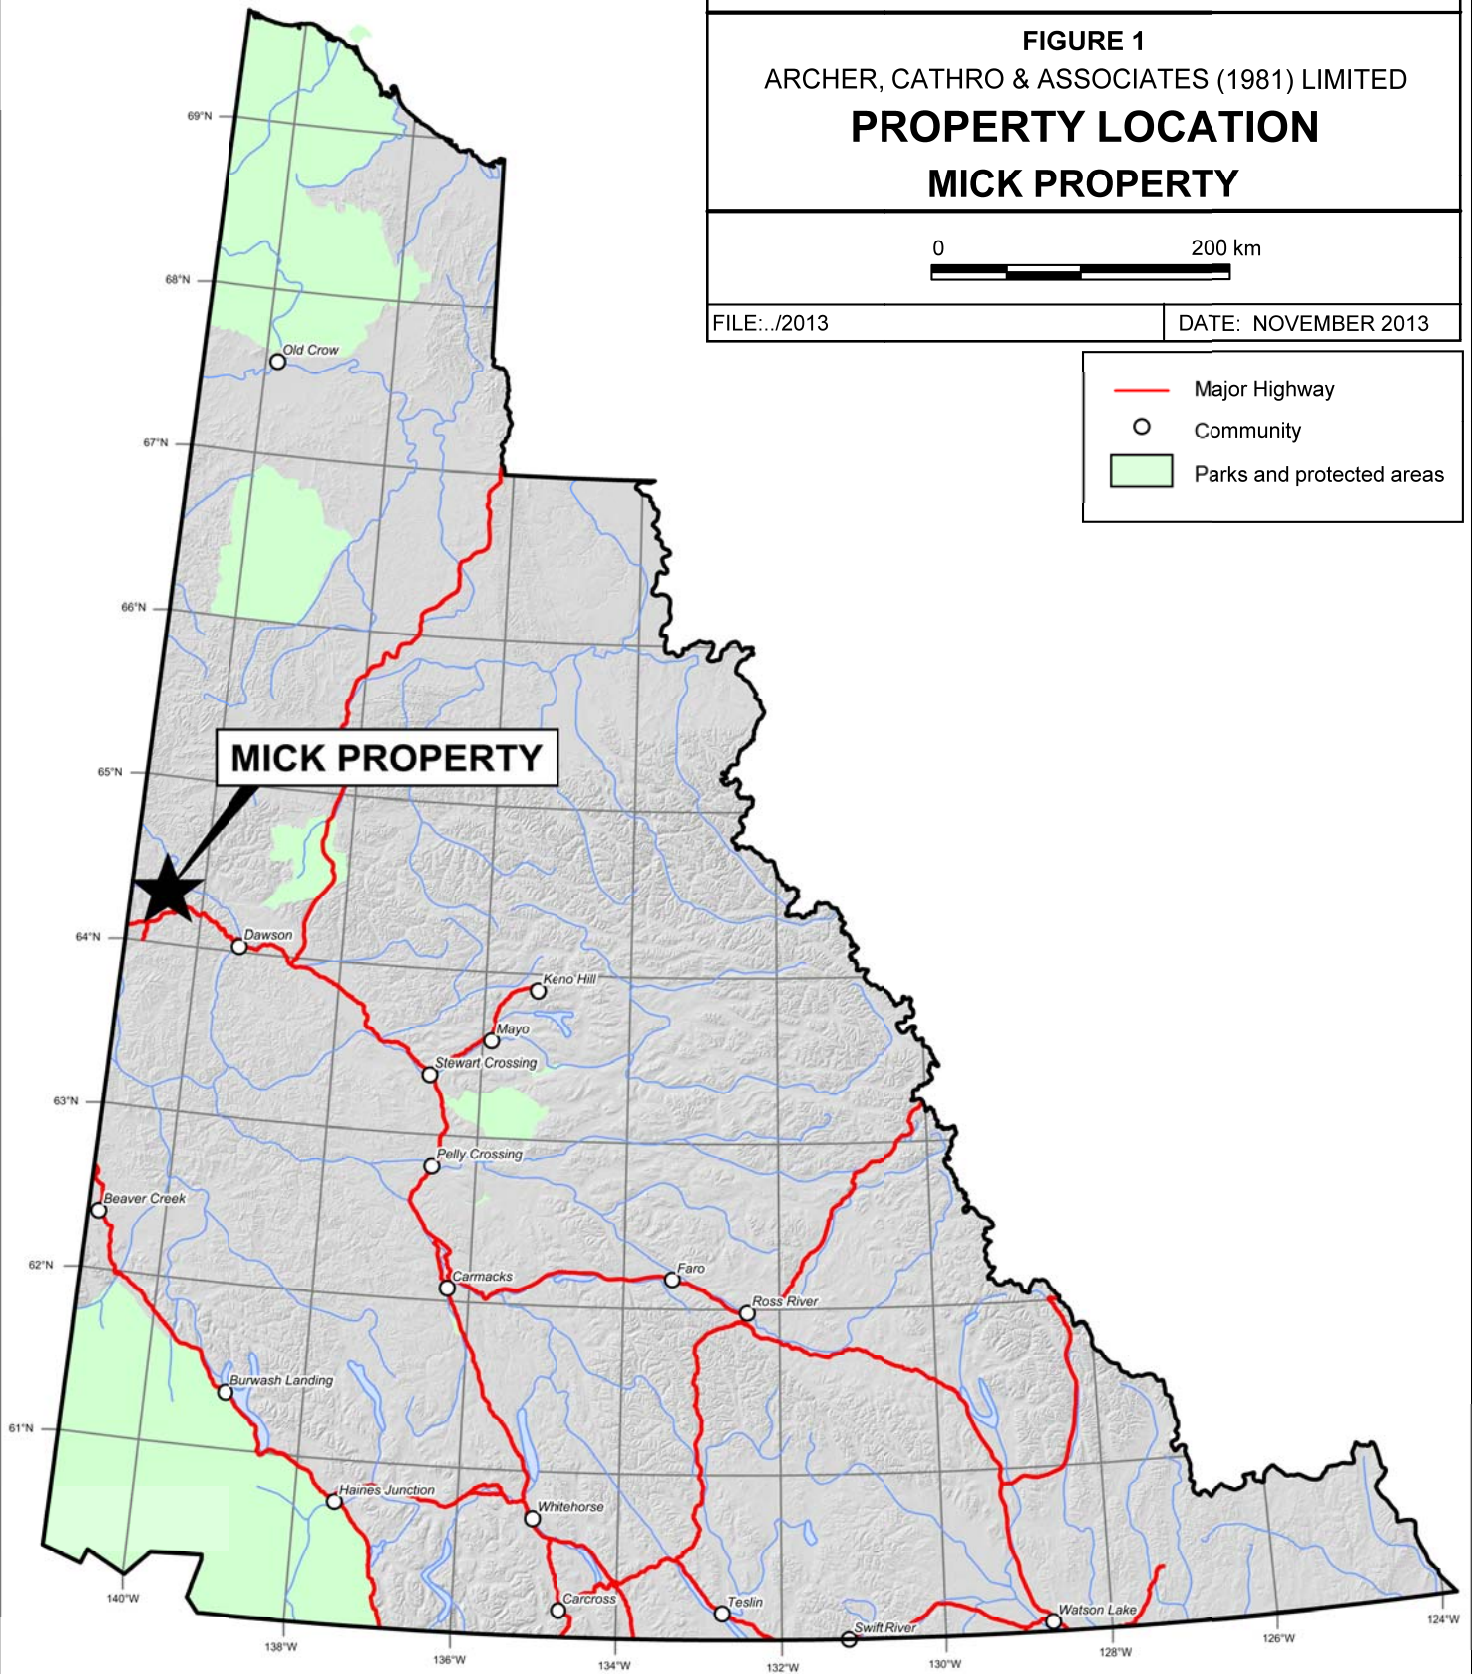 FIGURE 1
ARCHER, CATHRO & ASSOCIATES (1981) LIMITED
PROPERTY LOCATION
MICK PROPERTY
0 200 km
FILE:../2013 DATE: NOVEMBER 2013
Major Highway
Community
Parks and protected areas
69°N
68°N
Old Crow
67°N
66°N
MICK PROPERTY
65°N
64°N
Dawson
Keno Hill
Mayo
Stewart Crossing
63°N
Pelly Crossing
Beaver Creek
62°N
Carmacks
Faro
Ross River
Burwash Landing
61°N
Haines Junction
Whitehorse
Carcross
Teslin
SwiftRiver
Watson Lake
140°W
138°W
136°W
134°W
132°W
130°W
128°W
126°W
124°W